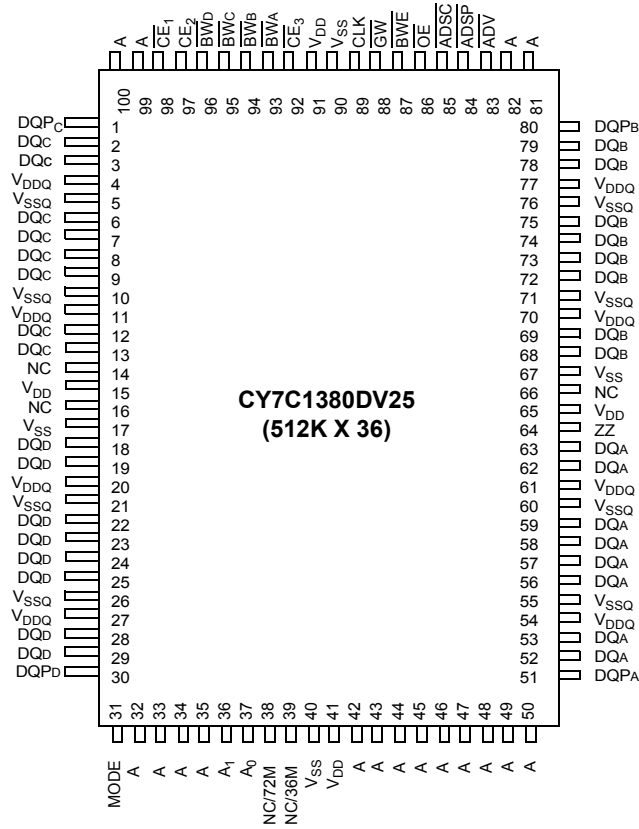 A A CE1 CE2 BWD BWC BWB BWA CE3 VDD VSS CLK GW BWE OE ADSC ADSP ADV A A
100 99 98 97 96 95 94 93 92 91 90 89 88 87 86 85 84 83 82 81
DQPC 1
DQC 2
DQC 3
VDDQ 4
VSSQ 5
DQC 6
DQC 7
DQC 8
DQC 9
VSSQ 10
VDDQ 11
DQC 12
DQC 13
NC 14
VDD 15
NC 16
VSS 17
DQD 18
DQD 19
VDDQ 20
VSSQ 21
DQD 22
DQD 23
DQD 24
DQD 25
VSSQ 26
VDDQ 27
DQD 28
DQD 29
DQPD 30
CY7C1380DV25
(512K X 36)
80 DQPB
79 DQB
78 DQB
77 VDDQ
76 VSSQ
75 DQB
74 DQB
73 DQB
72 DQB
71 VSSQ
70 VDDQ
69 DQB
68 DQB
67 VSS
66 NC
65 VDD
64 ZZ
63 DQA
62 DQA
61 VDDQ
60 VSSQ
59 DQA
58 DQA
57 DQA
56 DQA
55 VSSQ
54 VDDQ
53 DQA
52 DQA
51 DQPA
31 32 33 34 35 36 37 38 39 40 41 42 43 44 45 46 47 48 49 50
MODE A A A A A1 A0 NC/72M NC/36M VSS VDD A A A A A A A A A